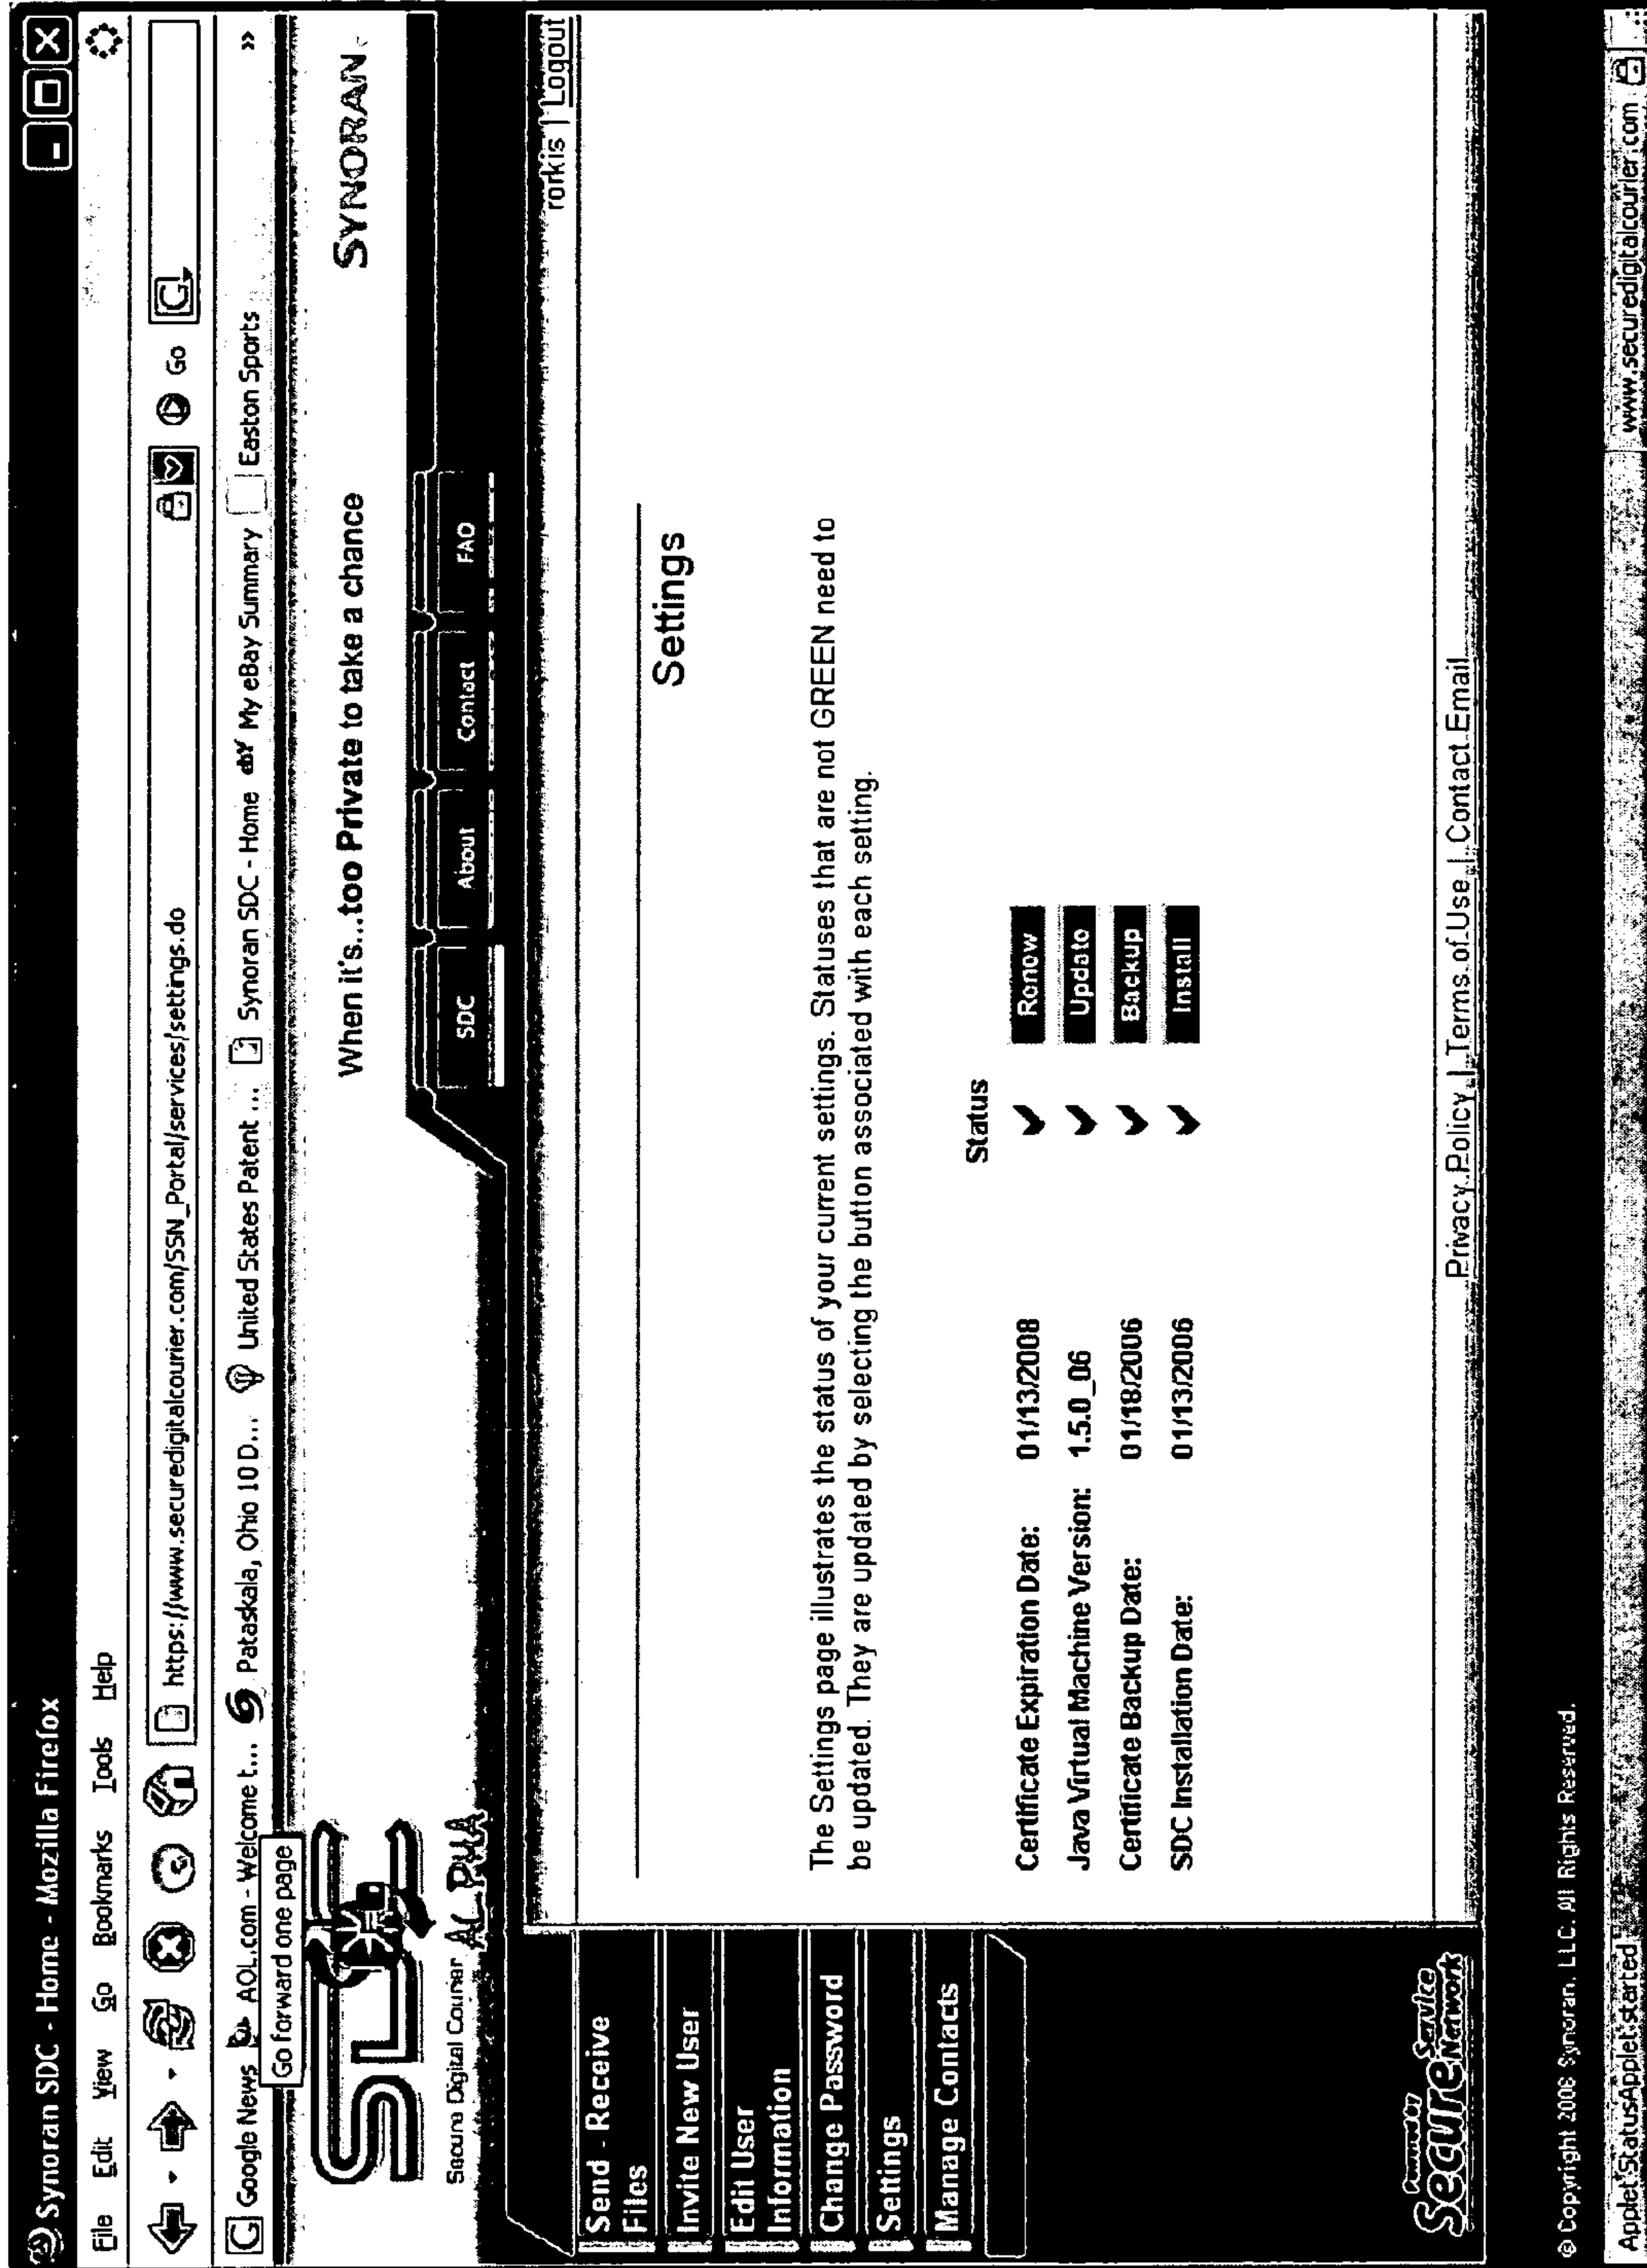 Synoran SDC - Home - Mozilla Firefox
File Edit View Go Bookmarks Tools Help
https://www.securedigitalcourier.com/SSN_Portal/services/settings.do
Go
Google News AOL.com - Welcome t... Pataskala, Ohio 10 D... United States Patent ... Synoran SDC - Home My eBay Summary Easton Sports »
Go forward one page
When it's...too Private to take a chance
SYNORAN
Secure Digital Courier ALPHA
SDC About Contact FAQ
rorkis | Logout
Send - Receive
Files
Invite New User
Edit User
Information
Change Password
Settings
Manage Contacts
Settings
The Settings page illustrates the status of your current settings. Statuses that are not GREEN need to
be updated. They are updated by selecting the button associated with each setting.
Status
Certificate Expiration Date: 01/13/2008 Renew
Java Virtual Machine Version: 1.5.0_06 Update
Certificate Backup Date: 01/18/2006 Backup
SDC Installation Date: 01/13/2006 Install
Powered BY
Secure Service
Network
Privacy Policy | Terms of Use | Contact Email
© Copyright 2006 Synoran, LLC. All Rights Reserved.
Applet StatusApplet started
www.securedigitalcourier.com